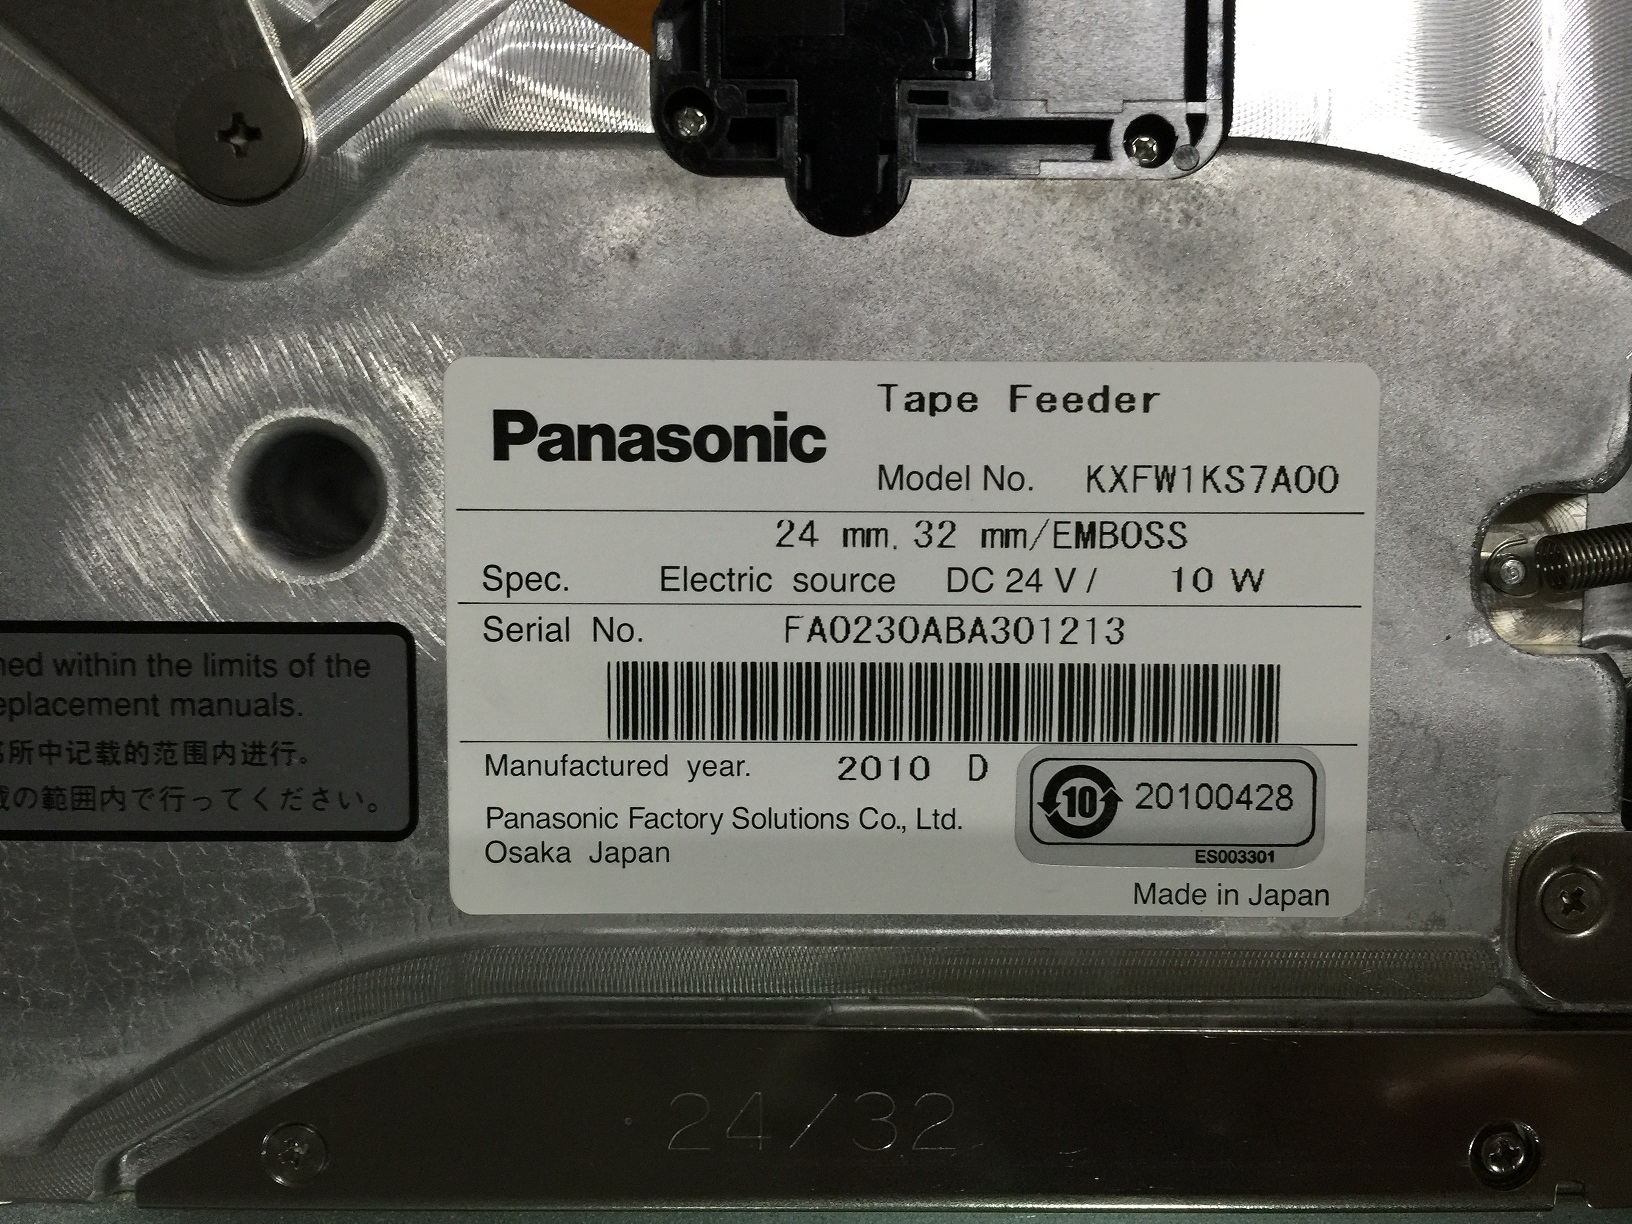 Panasonic
Tape Feeder
Model No. KXFW1KS7A00
24 mm, 32 mm/EMBOSS
Spec. Electric source DC 24 V / 10 W
Serial No. FA0230ABA301213
Manufactured year. 2010 D
Panasonic Factory Solutions Co., Ltd.
Osaka Japan
10 20100428
ES003301
Made in Japan
within the limits of the
manuals.
所中记载的范围内进行。
の範囲内で行ってください。
24/32